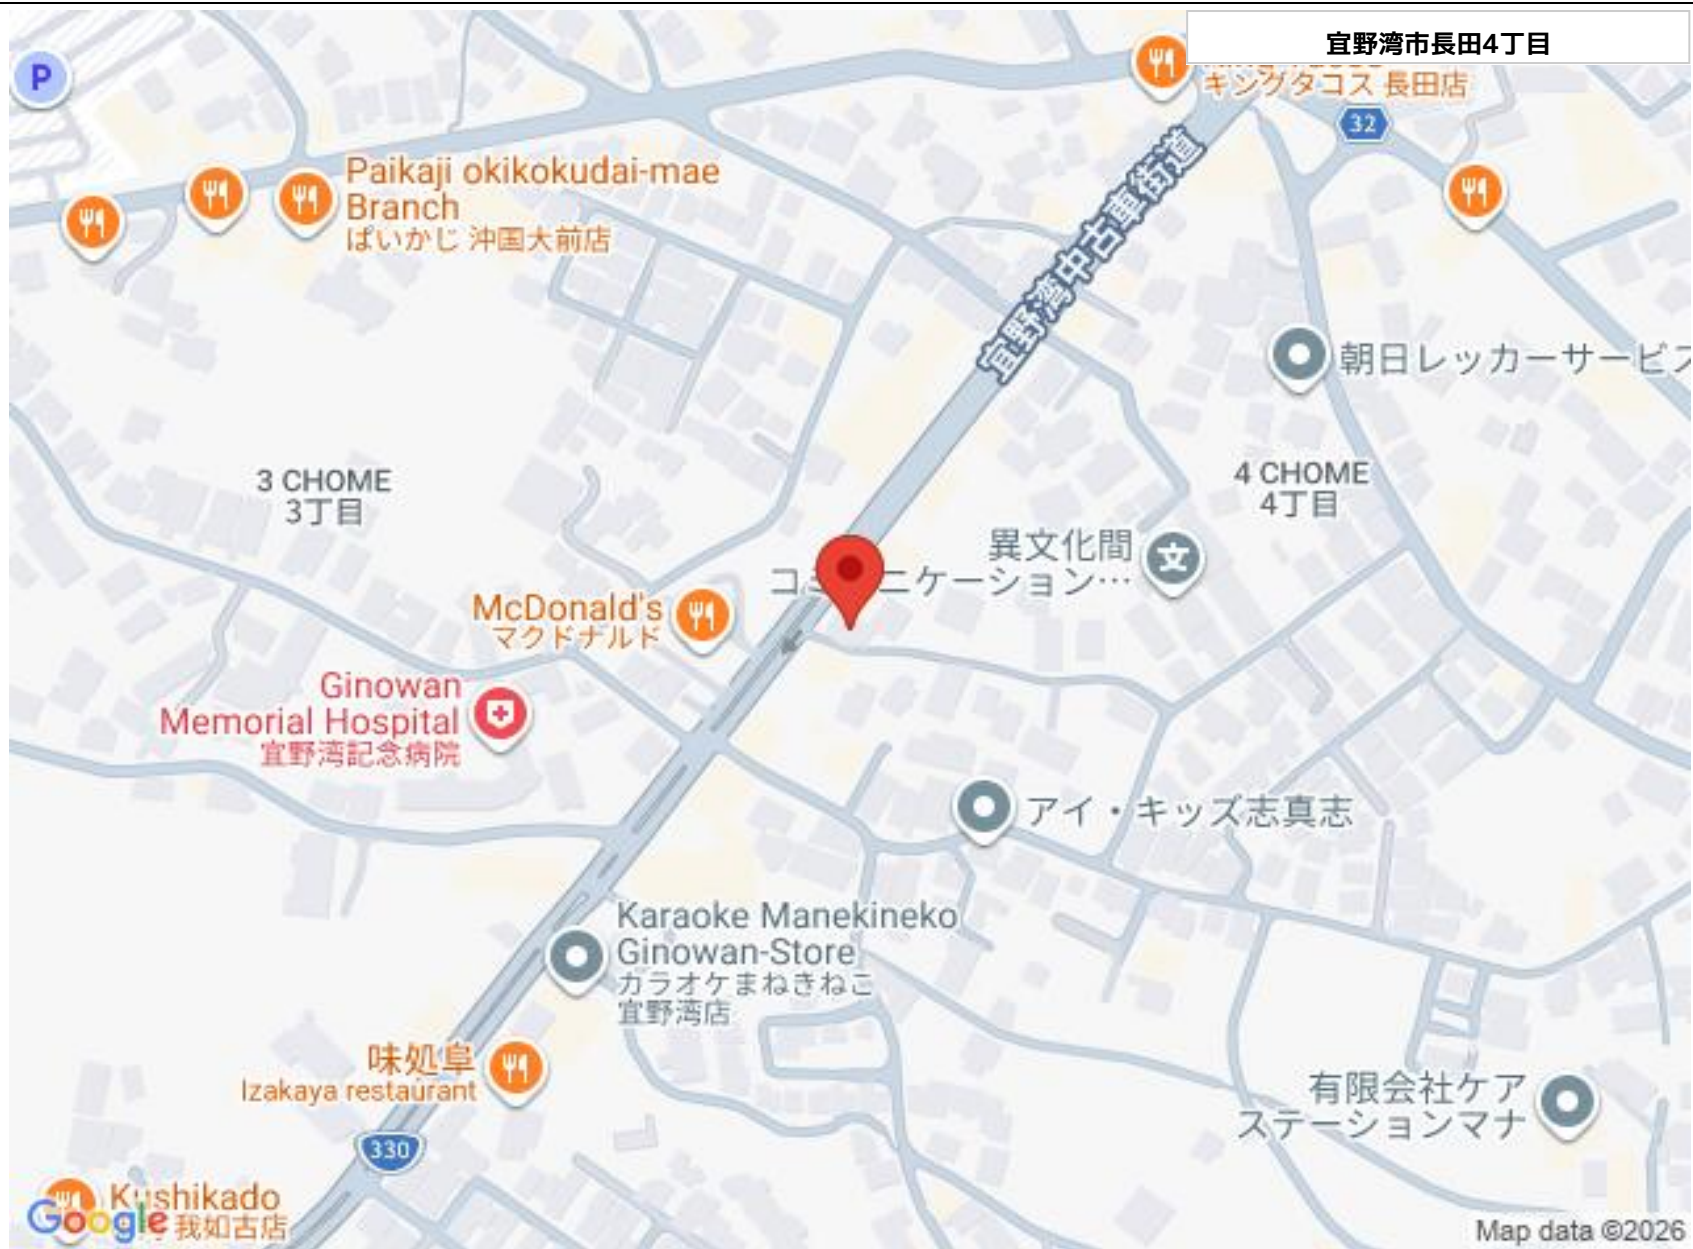 宜野湾市長田4丁目
P
キングタコス 長田店
32
Paikaji okikokudai-mae
Branch
ぱいかじ 沖国大前店
宜野湾中古車街道
朝日レッカーサービス
3 CHOME
3丁目
4 CHOME
4丁目
異文化間
コミュニケーション…
McDonald's
マクドナルド
Ginowan
Memorial Hospital
宜野湾記念病院
アイ・キッズ志真志
Karaoke Manekineko
Ginowan-Store
カラオケまねきねこ
宜野湾店
味処阜
Izakaya restaurant
有限会社ケア
ステーションマナ
330
Kushikado
我如古店
Google
Map data ©2026